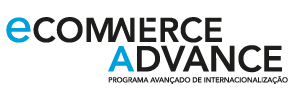 eCOMMERCE
ADVANCE
PROGRAMA AVANÇADO DE INTERNACIONALIZAÇÃO